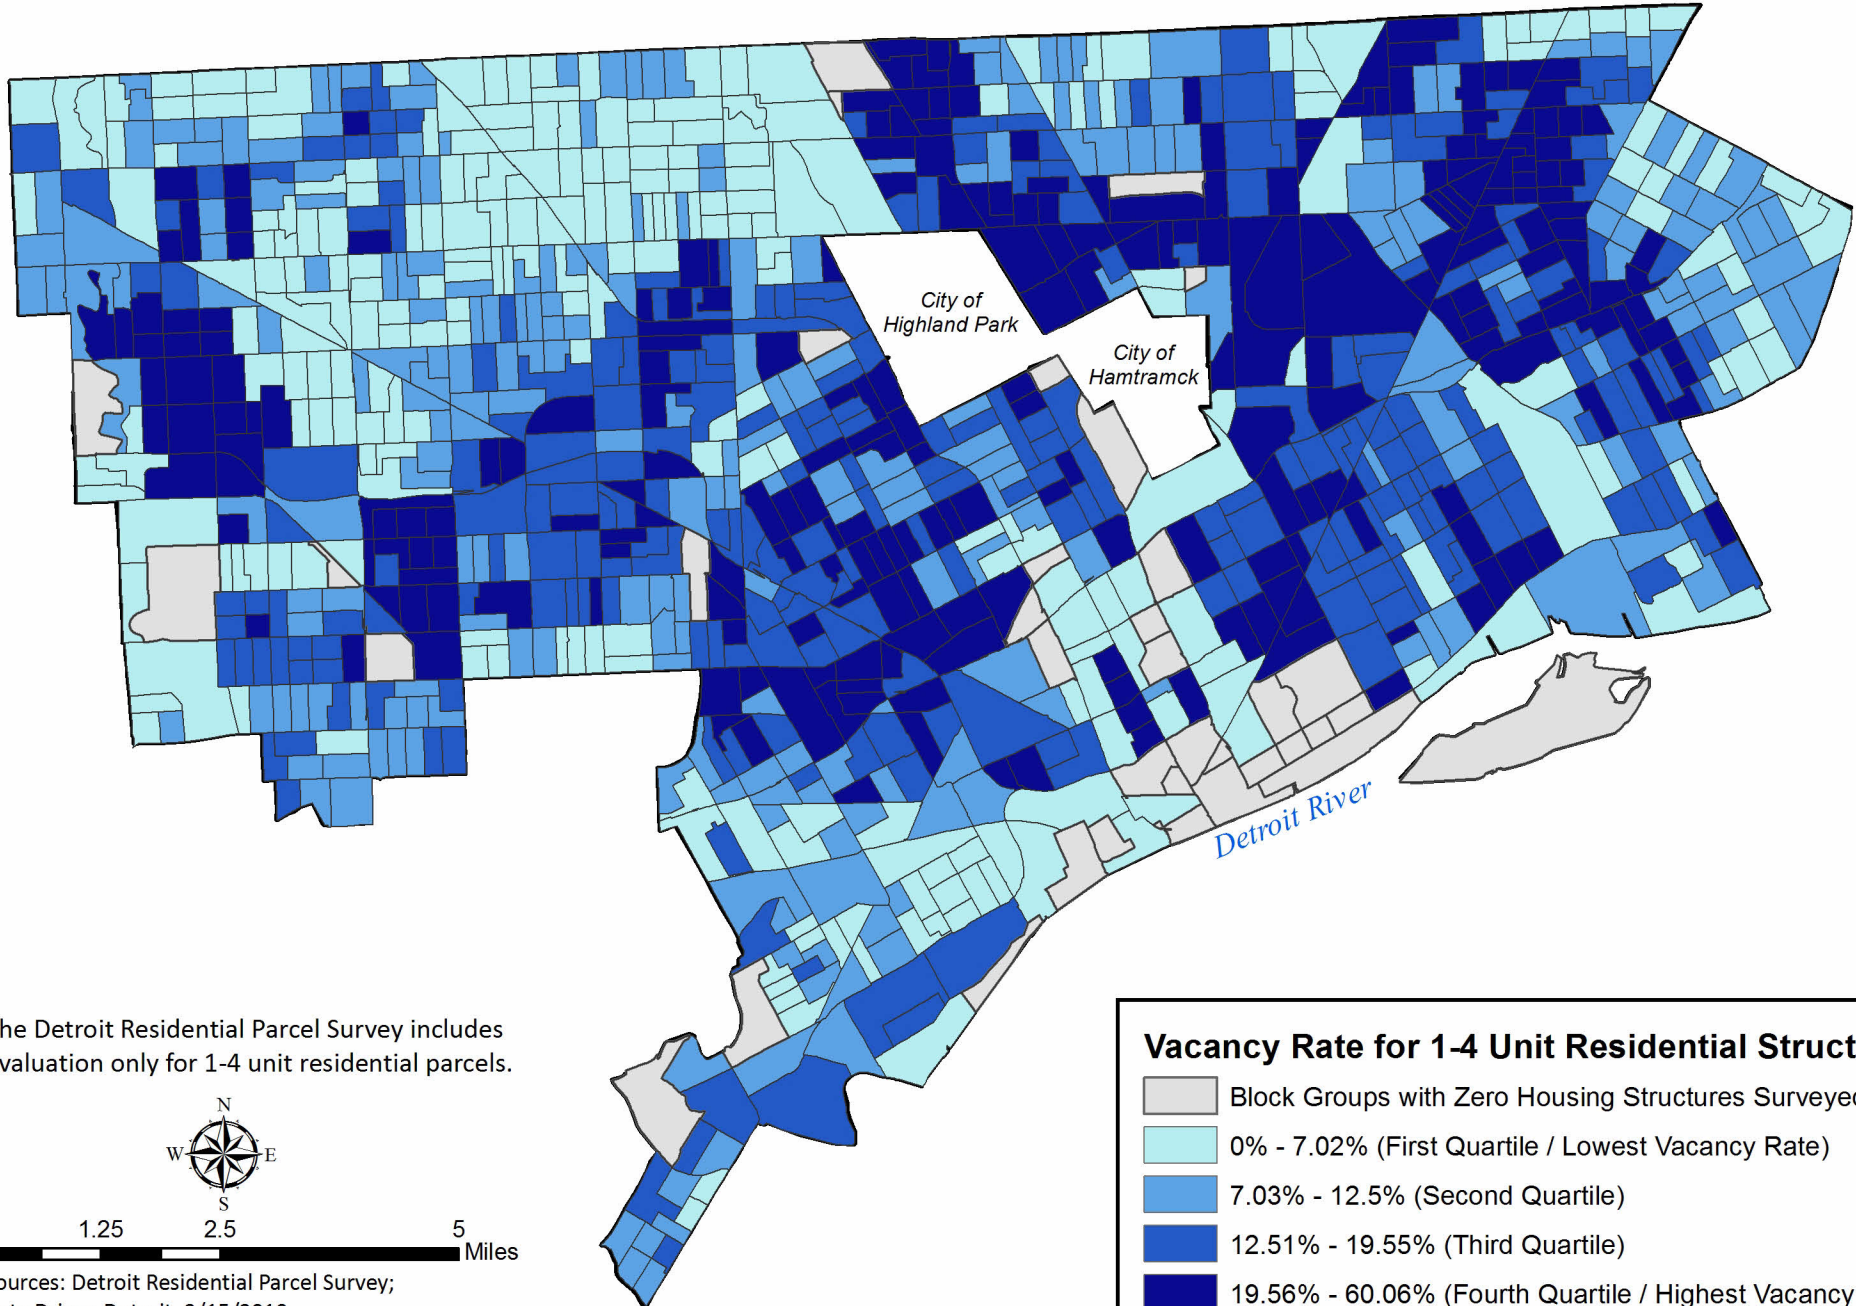 City of
Highland Park
City of
Hamtramck
Detroit River
he Detroit Residential Parcel Survey includes
valuation only for 1-4 unit residential parcels.
N
W E
S
1.25 2.5 5
Miles
ources: Detroit Residential Parcel Survey;
Vacancy Rate for 1-4 Unit Residential Struct
Block Groups with Zero Housing Structures Surveyed
0% - 7.02% (First Quartile / Lowest Vacancy Rate)
7.03% - 12.5% (Second Quartile)
12.51% - 19.55% (Third Quartile)
19.56% - 60.06% (Fourth Quartile / Highest Vacancy